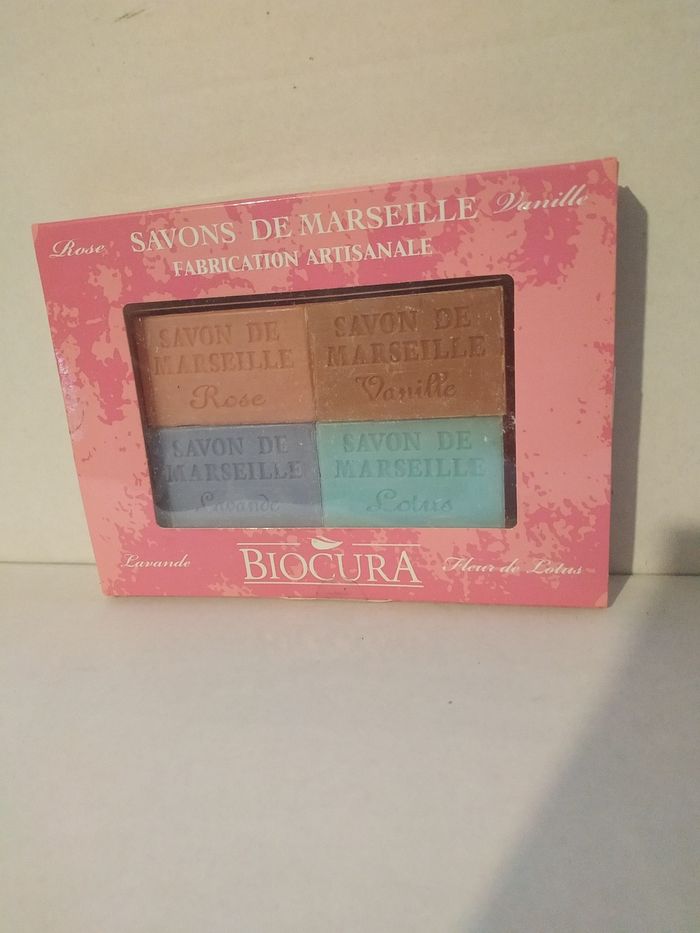 Rose
SAVONS DE MARSEILLE
Vanille
FABRICATION ARTISANALE
SAVON DE
MARSEILLE
Rose
SAVON DE
MARSEILLE
Vanille
SAVON DE
MARSEILLE
Lavande
SAVON DE
MARSEILLE
Lotus
Lavande
BIOCURA
Fleur de Lotus